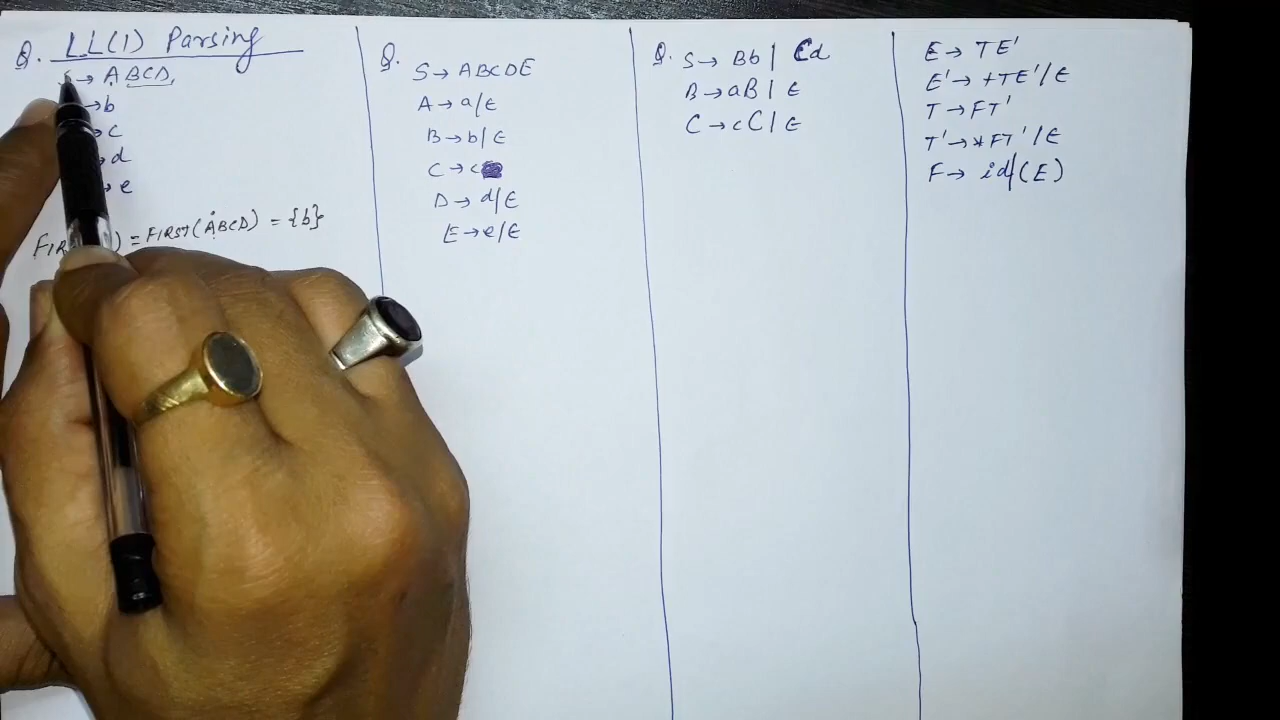 Q. LL(1) Parsing
→ ABCD,
→ b
→ c
→ d
→ e
= FIRST(ABCD) = {b}
Q.
S → ABCDE
A → a/ε
B → b/ε
C → c
D → d/ε
E → e/ε
Q. S → Bb | Cd
B → aB | ε
C → cC | ε
E → TE'
E' → +TE'/ε
T → FT'
T' → *FT'/ε
F → id/(E)